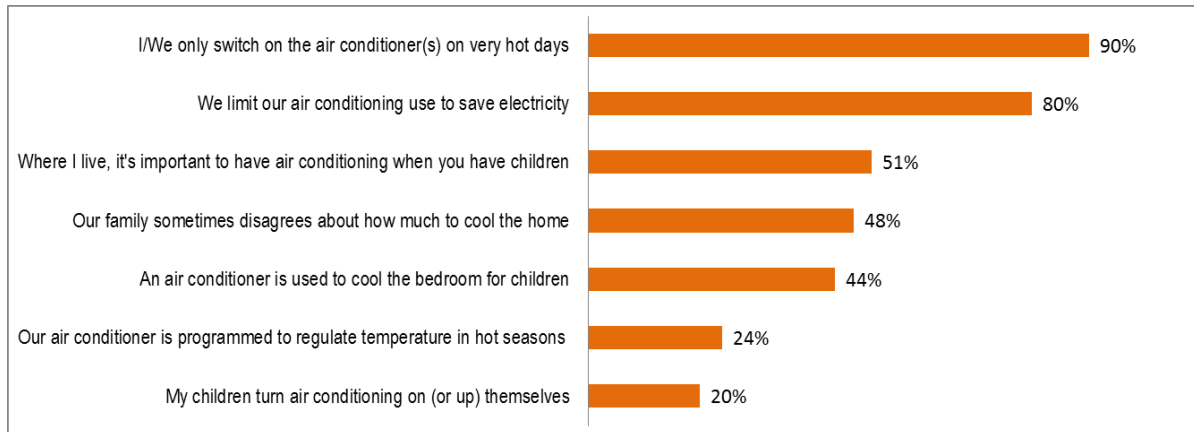 I/We only switch on the air conditioner(s) on very hot days 90%
We limit our air conditioning use to save electricity 80%
Where I live, it's important to have air conditioning when you have children 51%
Our family sometimes disagrees about how much to cool the home 48%
An air conditioner is used to cool the bedroom for children 44%
Our air conditioner is programmed to regulate temperature in hot seasons 24%
My children turn air conditioning on (or up) themselves 20%